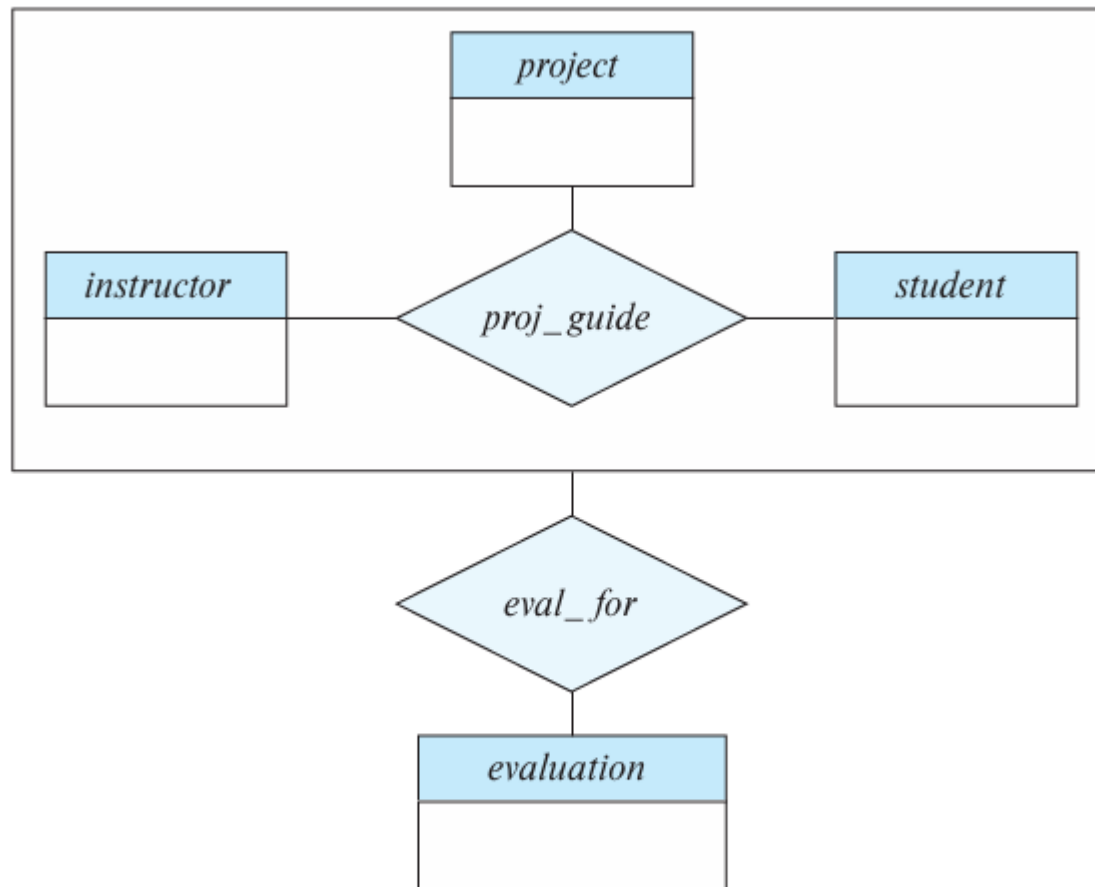 project
instructor
proj_guide
student
eval_for
evaluation